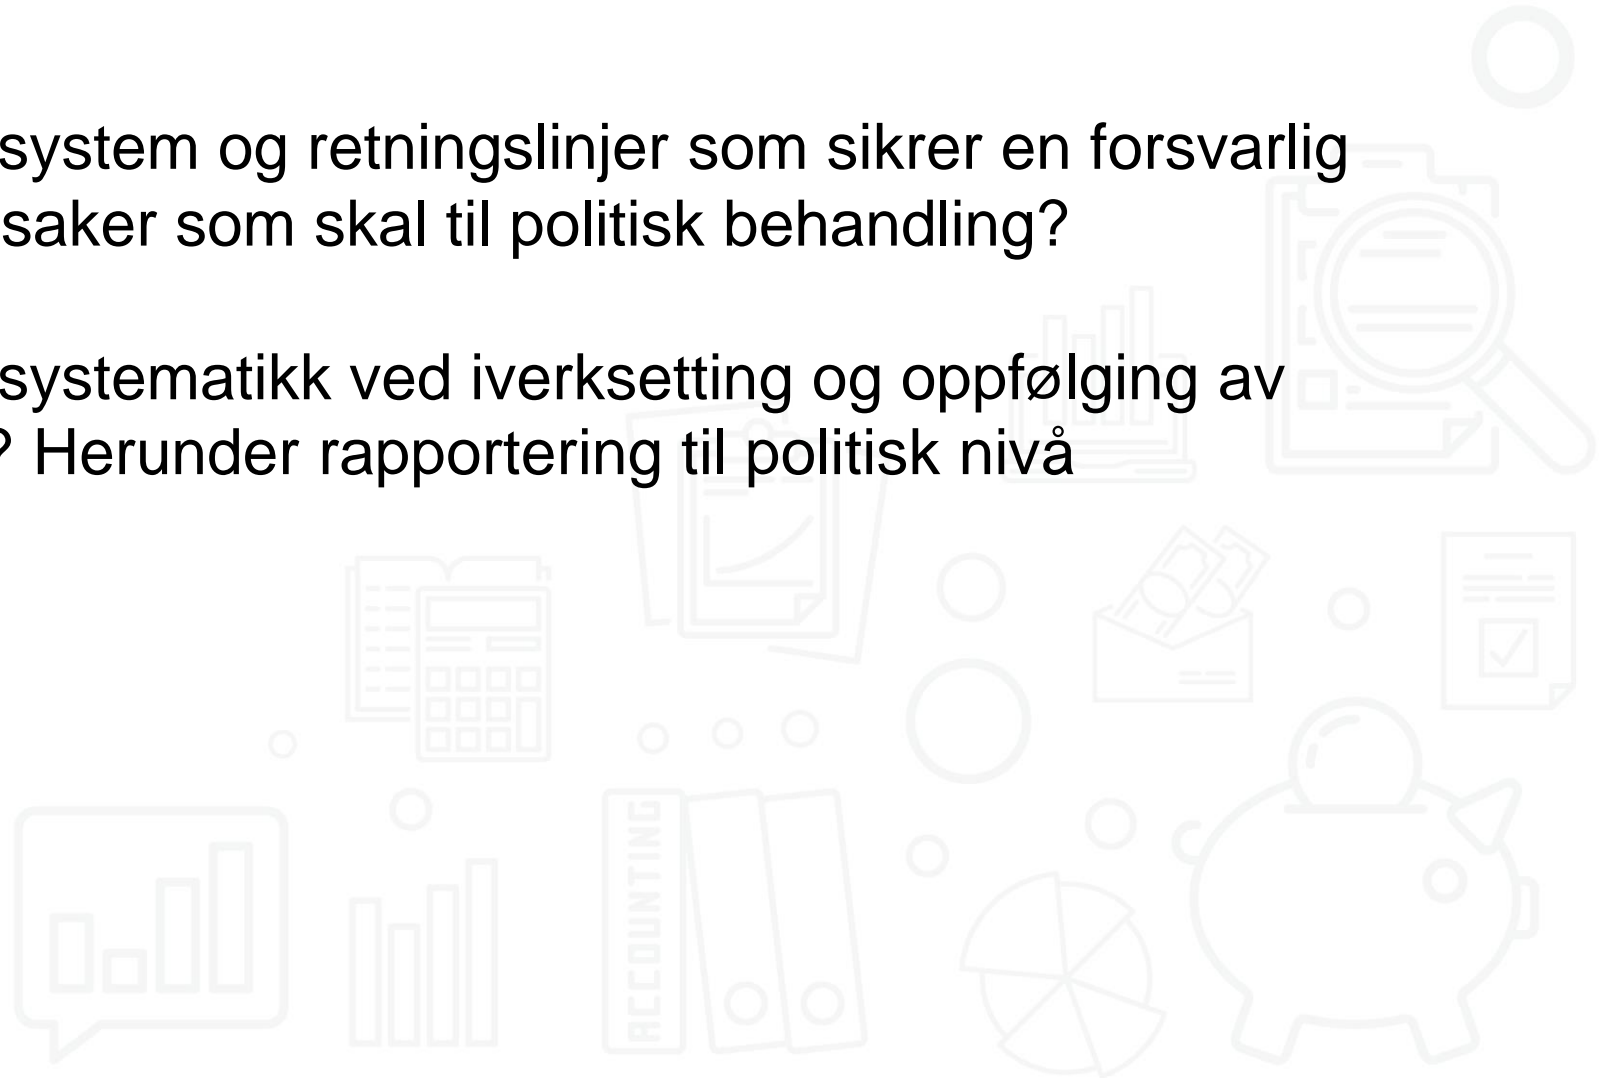 system og retningslinjer som sikrer en forsvarlig
saker som skal til politisk behandling?
systematikk ved iverksetting og oppfølging av
? Herunder rapportering til politisk nivå
ACCOUNTING